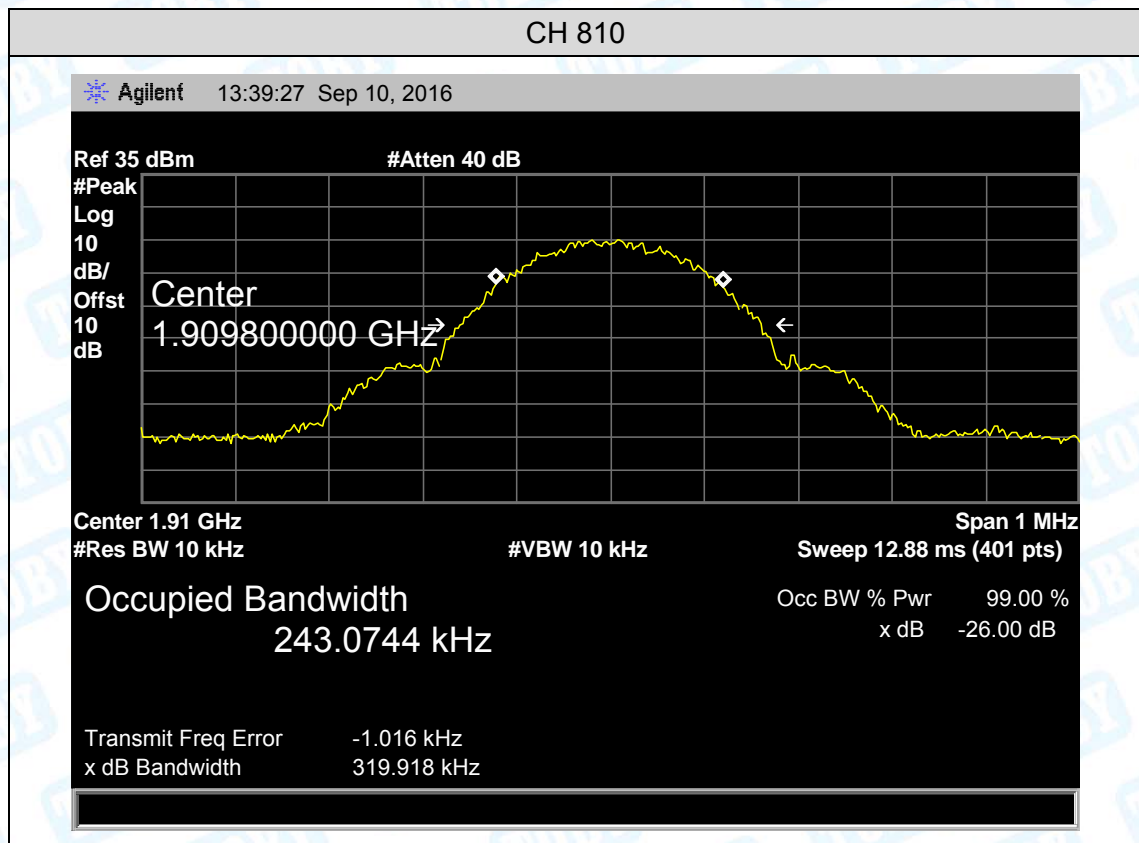 CH 810
Agilent 13:39:27 Sep 10, 2016
Ref 35 dBm #Atten 40 dB
#Peak
Log
10
dB/
Offst
10
dB
Center
1.909800000 GHz
Center 1.91 GHz Span 1 MHz
#Res BW 10 kHz #VBW 10 kHz Sweep 12.88 ms (401 pts)
Occupied Bandwidth
243.0744 kHz
Occ BW % Pwr 99.00 %
x dB -26.00 dB
Transmit Freq Error -1.016 kHz
x dB Bandwidth 319.918 kHz